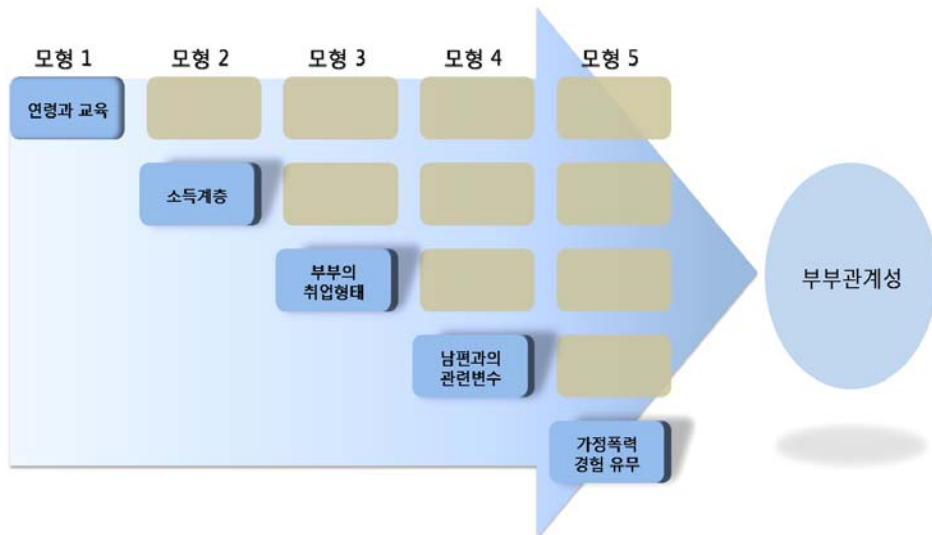 모형 1
모형 2
모형 3
모형 4
모형 5
연령과 교육
소득계층
부부의
취업형태
남편과의
관련변수
가정폭력
경험 유무
부부관계성